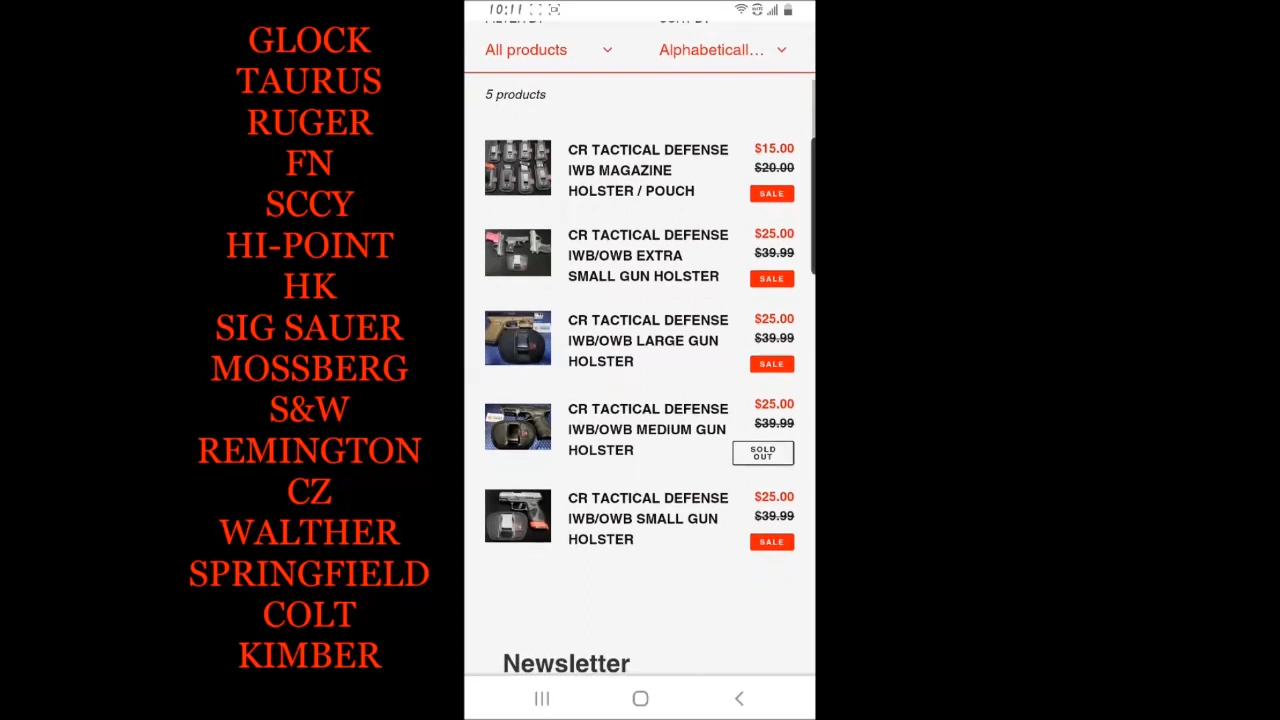 GLOCK
TAURUS
RUGER
FN
SCCY
HI-POINT
HK
SIG SAUER
MOSSBERG
S&W
REMINGTON
CZ
WALTHER
SPRINGFIELD
COLT
KIMBER
10:11
All products
Alphabeticall...
5 products
CR TACTICAL DEFENSE
IWB MAGAZINE
HOLSTER / POUCH
$15.00
$20.00
SALE
CR TACTICAL DEFENSE
IWB/OWB EXTRA
SMALL GUN HOLSTER
$25.00
$39.99
SALE
CR TACTICAL DEFENSE
IWB/OWB LARGE GUN
HOLSTER
$25.00
$39.99
SALE
CR TACTICAL DEFENSE
IWB/OWB MEDIUM GUN
HOLSTER
$25.00
$39.99
SOLD
OUT
CR TACTICAL DEFENSE
IWB/OWB SMALL GUN
HOLSTER
$25.00
$39.99
SALE
Newsletter